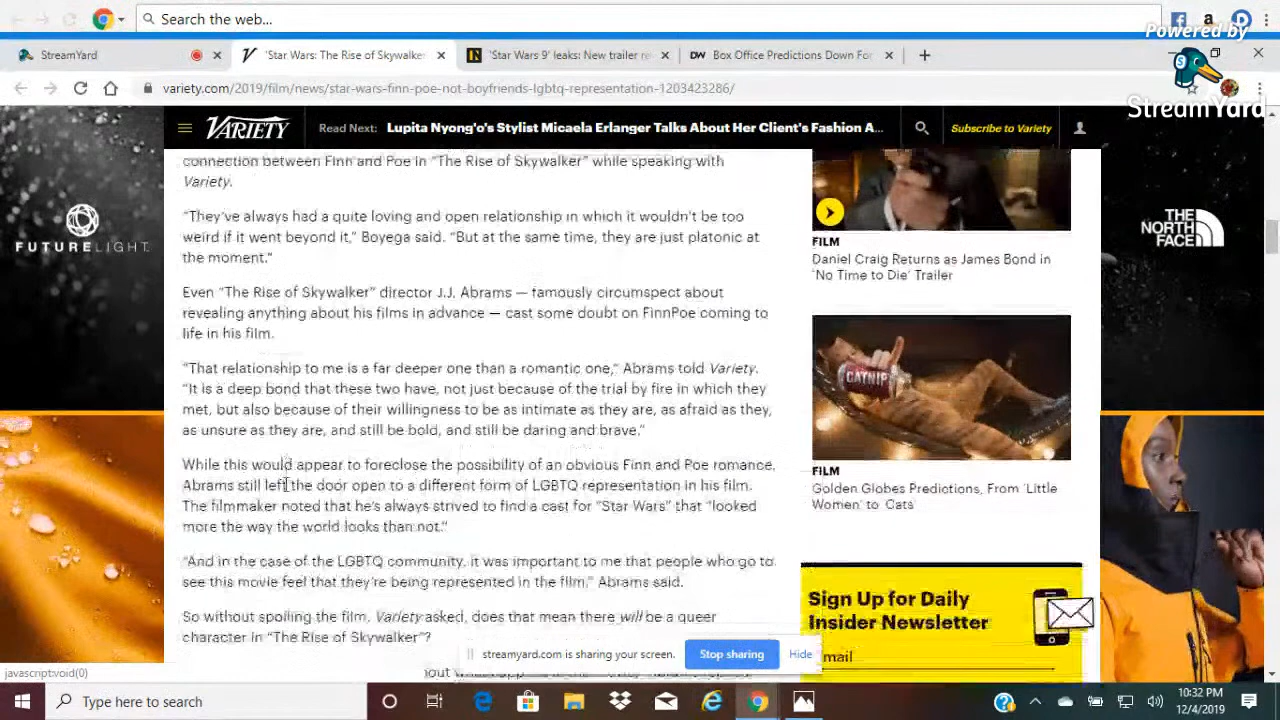 Search the web...
Powered by
StreamYard
StreamYard
'Star Wars: The Rise of Skywalke
'Star Wars 9' leaks: New trailer re
DW
Box Office Predictions Down For
variety.com/2019/film/news/star-wars-finn-poe-not-boyfriends-lgbtq-representation-1203423286/
VARIETY
Read Next: Lupita Nyong'o's Stylist Micaela Erlanger Talks About Her Client's Fashion A...
Subscribe to Variety
connection between Finn and Poe in "The Rise of Skywalker" while speaking with
Variety.
"They've always had a quite loving and open relationship in which it wouldn't be too
weird if it went beyond it," Boyega said. "But at the same time, they are just platonic at
the moment."
Even "The Rise of Skywalker" director J.J. Abrams — famously circumspect about
revealing anything about his films in advance — cast some doubt on FinnPoe coming to
life in his film.
"That relationship to me is a far deeper one than a romantic one," Abrams told Variety.
"It is a deep bond that these two have, not just because of the trial by fire in which they
met, but also because of their willingness to be as intimate as they are, as afraid as they,
as unsure as they are, and still be bold, and still be daring and brave."
While this would appear to foreclose the possibility of an obvious Finn and Poe romance,
Abrams still left the door open to a different form of LGBTQ representation in his film.
The filmmaker noted that he's always strived to find a cast for "Star Wars" that "looked
more the way the world looks than not."
"And in the case of the LGBTQ community, it was important to me that people who go to
see this movie feel that they're being represented in the film," Abrams said.
So without spoiling the film, Variety asked, does that mean there will be a queer
character in "The Rise of Skywalker"?
FUTURELIGHT
THE
NORTH
FACE
FILM
Daniel Craig Returns as James Bond in
'No Time to Die' Trailer
CATNIP
FILM
Golden Globes Predictions, From 'Little
Women' to 'Cats'
Sign Up for Daily
Insider Newsletter
mail
streamyard.com is sharing your screen.
Stop sharing
Hide
javascript:void(0)
Type here to search
10:32 PM
12/4/2019